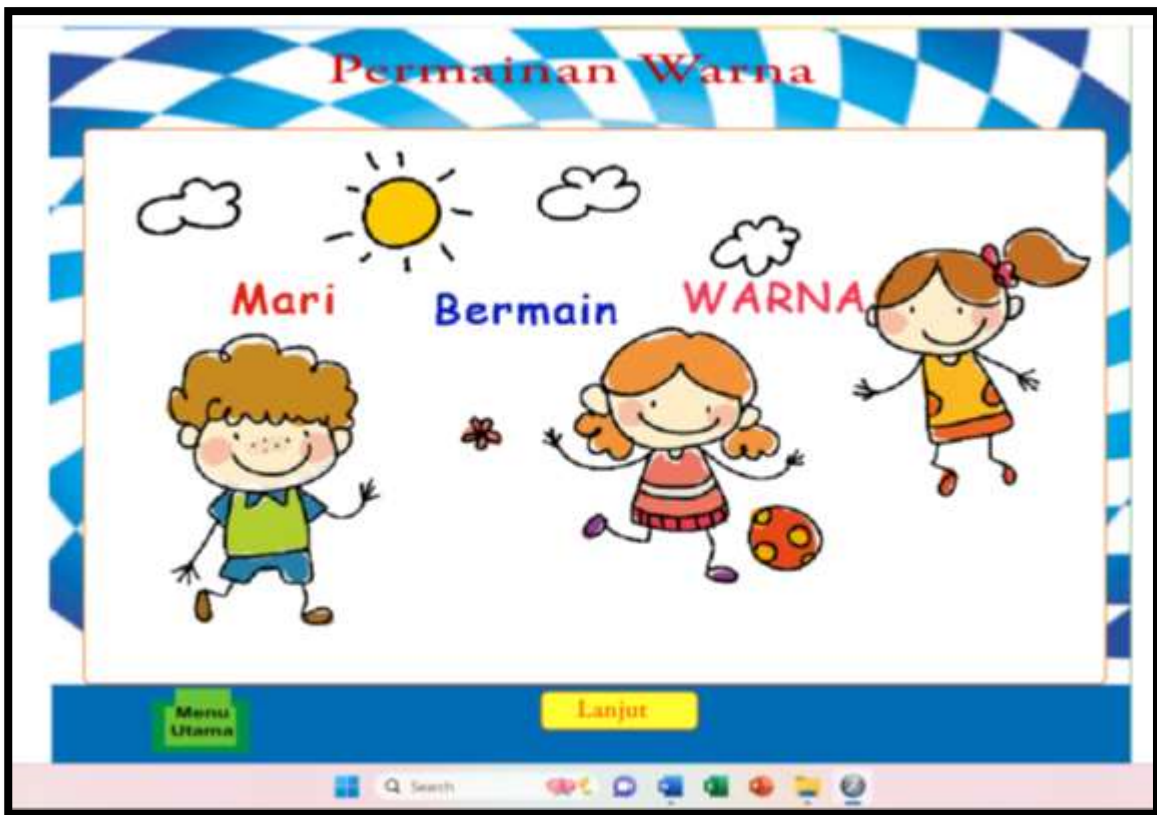 Permainan Warna
Mari Bermain WARNA
Menu
Utama
Lanjut
Search